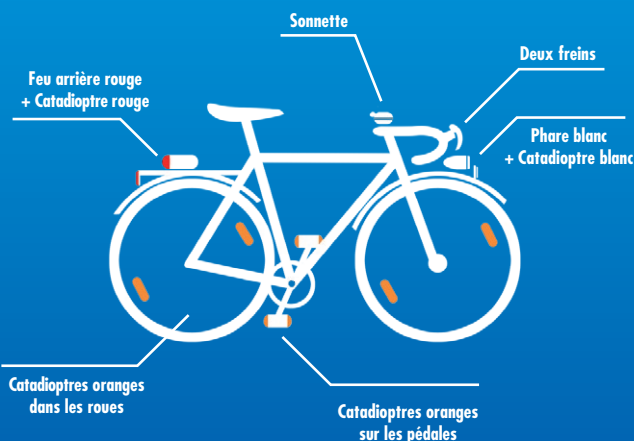 Sonnette
Deux freins
Feu arrière rouge
+ Catadioptre rouge
Phare blanc
+ Catadioptre blanc
Catadioptres oranges
dans les roues
Catadioptres oranges
sur les pédales